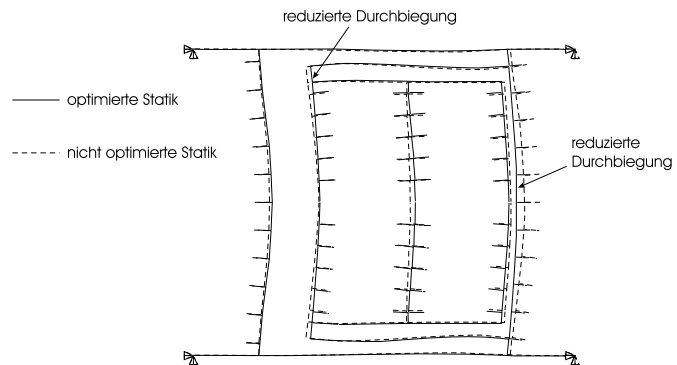 reduzierte Durchbiegung
optimierte Statik
nicht optimierte Statik
reduzierte
Durchbiegung